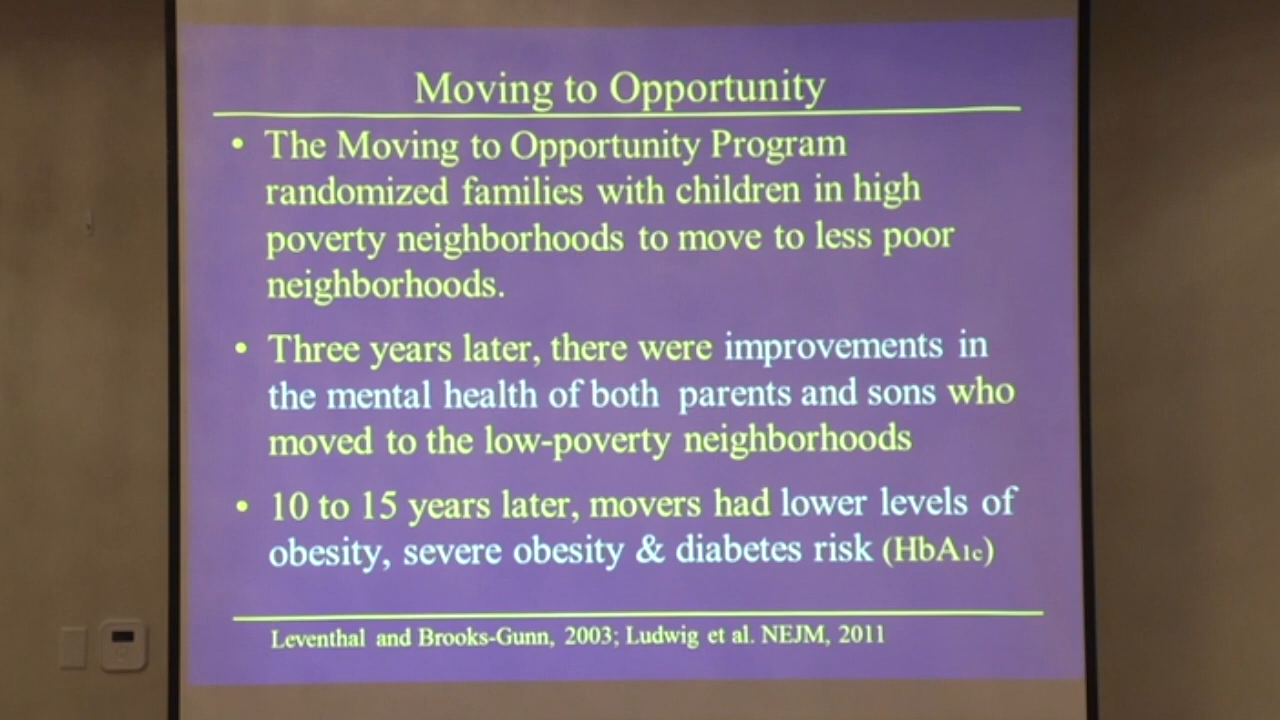 Moving to Opportunity
• The Moving to Opportunity Program
randomized families with children in high
poverty neighborhoods to move to less poor
neighborhoods.
• Three years later, there were improvements in
the mental health of both parents and sons who
moved to the low-poverty neighborhoods
• 10 to 15 years later, movers had lower levels of
obesity, severe obesity & diabetes risk (HbA1c)
Leventhal and Brooks-Gunn, 2003; Ludwig et al. NEJM, 2011